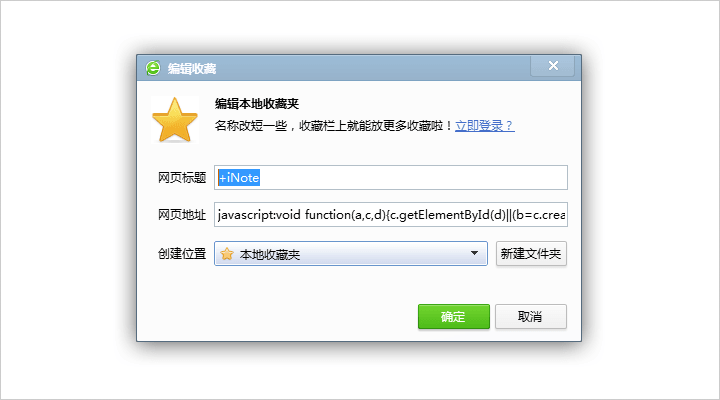 编辑收藏
编辑本地收藏夹
名称改短一些，收藏栏上就能放更多收藏啦！立即登录？
网页标题 +iNote
网页地址 javascript:void function(a,c,d){c.getElementById(d)||(b=c.crea
创建位置 本地收藏夹 新建文件夹
确定 取消